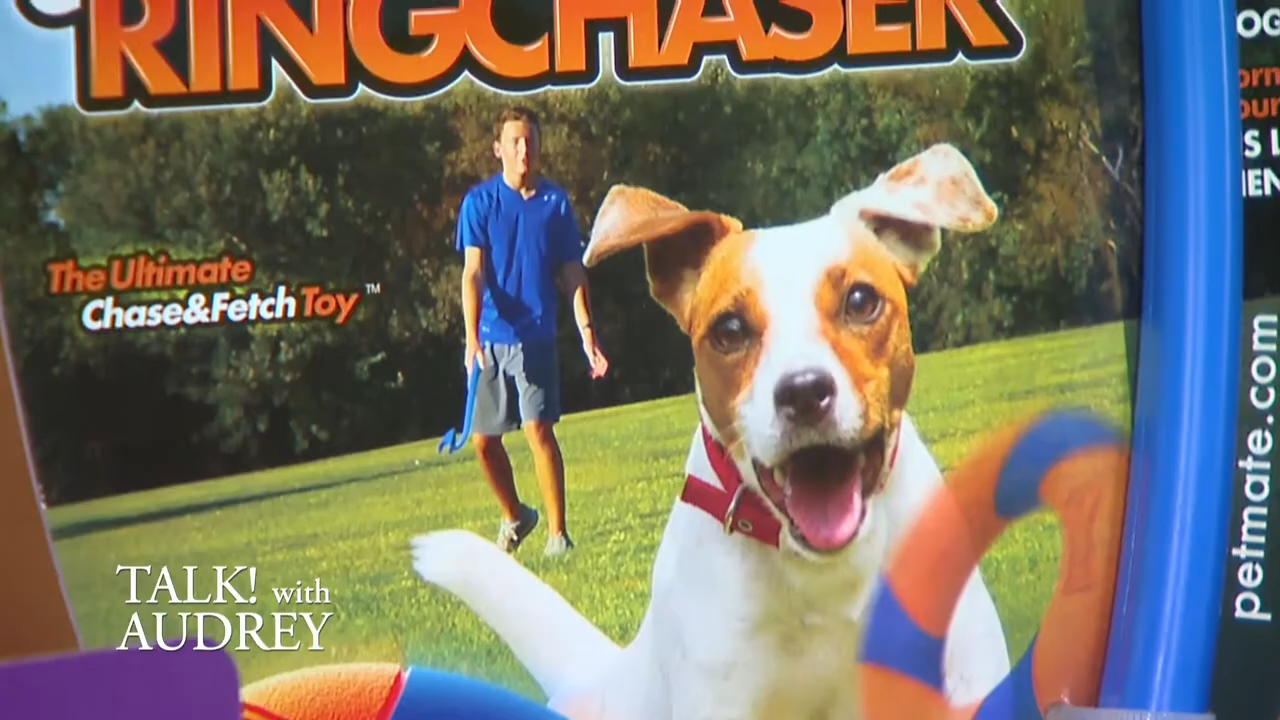 RINGCHASER
The Ultimate
Chase&Fetch Toy™
TALK! with
AUDREY
petmate.com